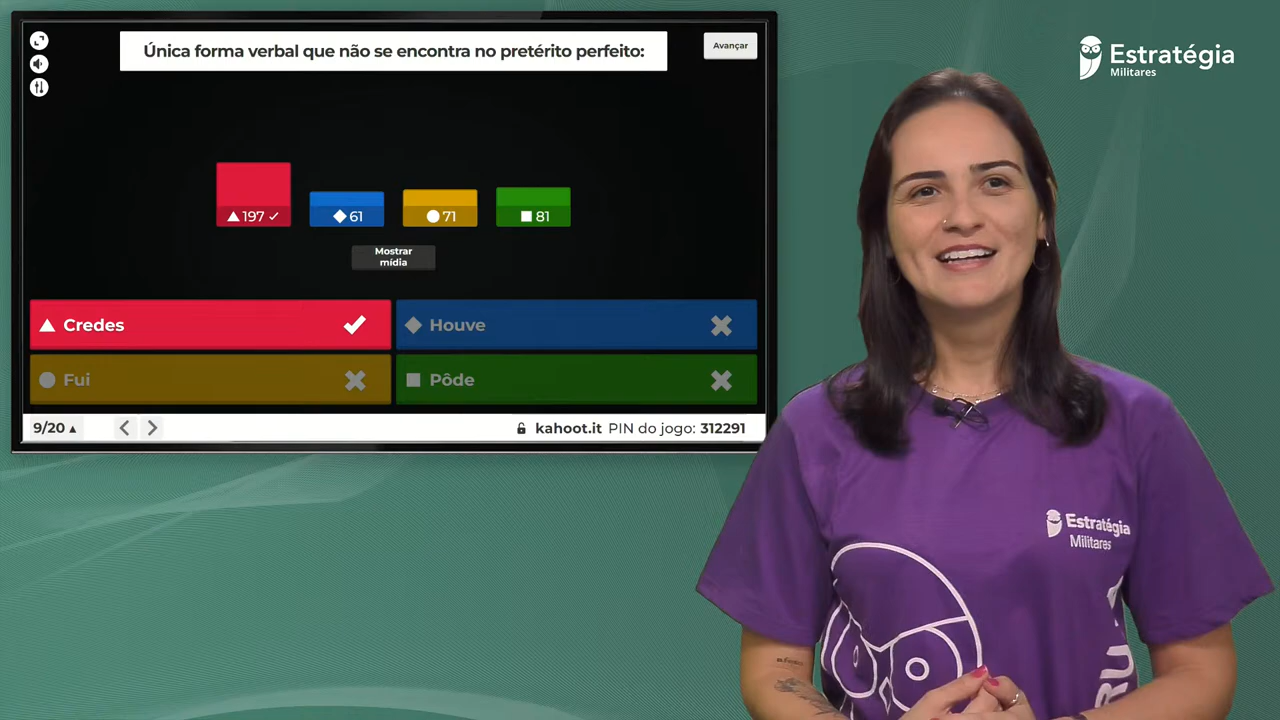 Única forma verbal que não se encontra no pretérito perfeito:
Avançar
197
61
71
81
Mostrar
mídia
Credes
Houve
Fui
Pôde
9/20
kahoot.it PIN do jogo: 312291
Estratégia
Militares
Estratégia
Militares